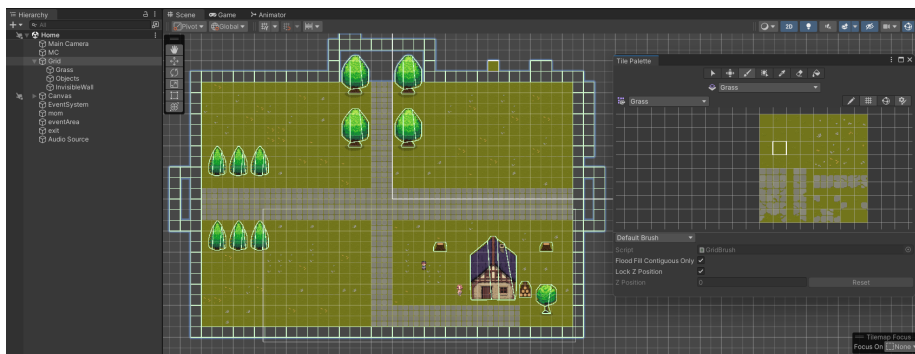 Hierarchy
All
Home
Main Camera
MC
Grid
Grass
Objects
InvisibleWall
Canvas
EventSystem
mom
eventArea
exit
Audio Source
Scene Game Animator
Pivot Global
2D
Tile Palette
Grass
Grass
Default Brush
Script GridBrush
Flood Fill Contiguous Only
Lock Z Position
Z Position 0 Reset
Tilemap Focus
Focus On None